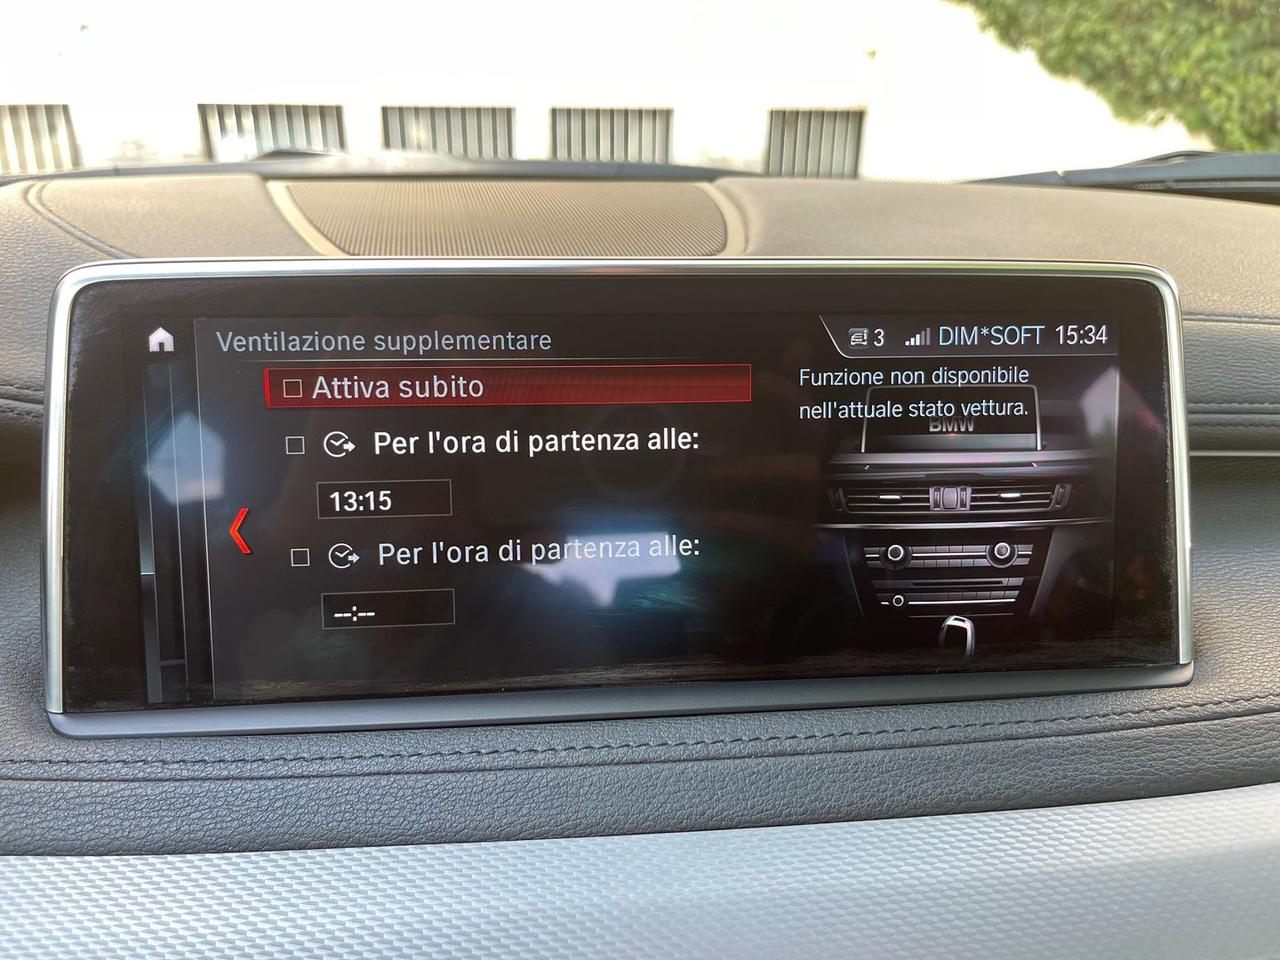 Ventilazione supplementare
3 DIM*SOFT 15:34
Attiva subito
Funzione non disponibile
nell'attuale stato vettura.
BMW
Per l'ora di partenza alle:
13:15
Per l'ora di partenza alle:
--:--